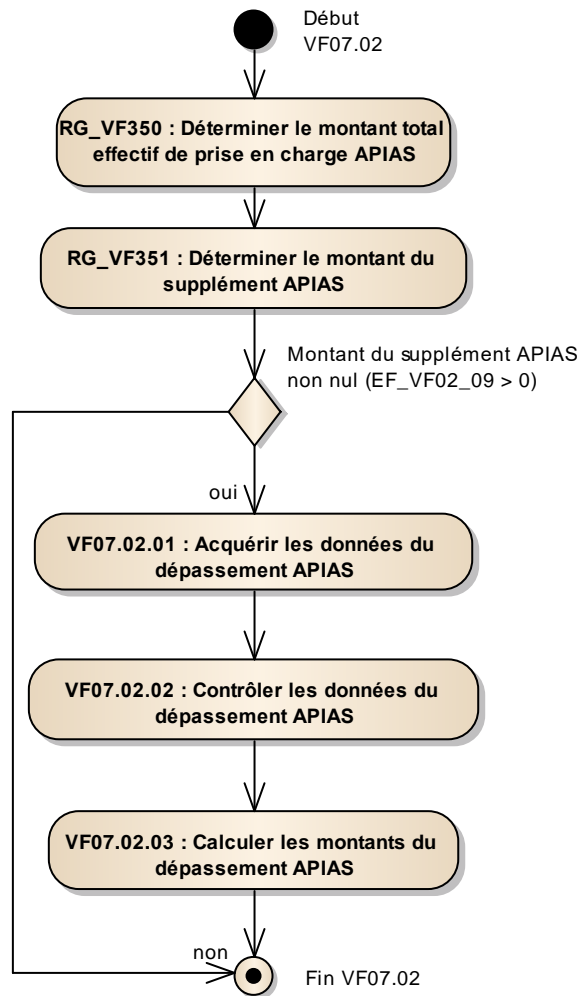 Début
VF07.02
RG_VF350 : Déterminer le montant total
effectif de prise en charge APIAS
RG_VF351 : Déterminer le montant du
supplément APIAS
Montant du supplément APIAS
non nul (EF_VF02_09 > 0)
oui
VF07.02.01 : Acquérir les données du
dépassement APIAS
VF07.02.02 : Contrôler les données du
dépassement APIAS
VF07.02.03 : Calculer les montants du
dépassement APIAS
non
Fin VF07.02